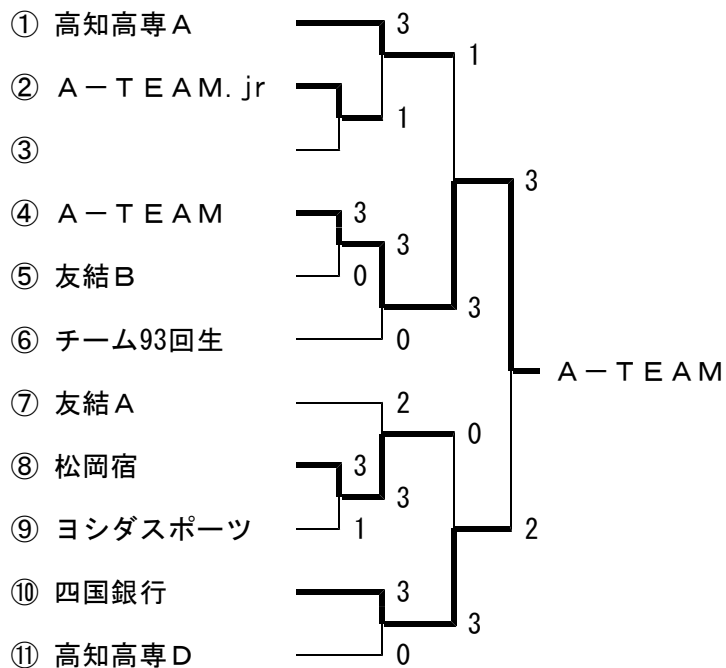 ① 高知高専Ａ 3
1
② Ａ－ＴＥＡＭ．jr
1
③
3
④ Ａ－ＴＥＡＭ 3
3
⑤ 友結Ｂ 0
3
⑥ チーム93回生 0
Ａ－ＴＥＡＭ
⑦ 友結Ａ 2
0
⑧ 松岡宿 3
3
⑨ ヨシダスポーツ 1 2
⑩ 四国銀行 3
3
⑪ 高知高専Ｄ 0